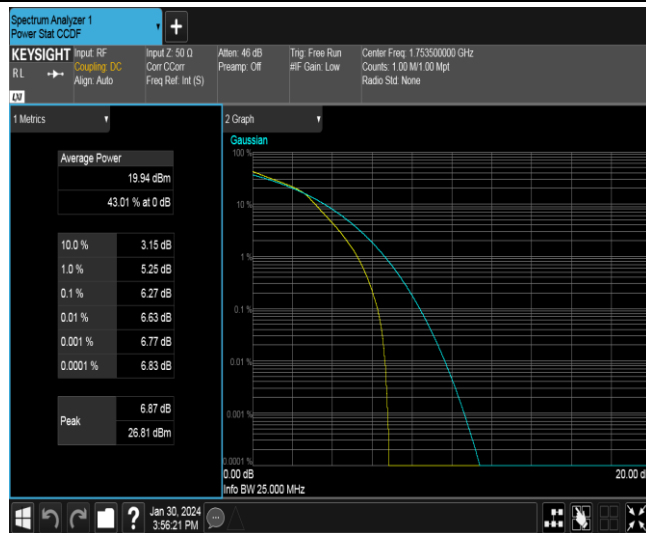 Spectrum Analyzer 1
Power Stat CCDF
+
KEYSIGHT
RL
Input: RF
Coupling: DC
Align: Auto
Input Z: 50 Ω
Corr CCorr
Freq Ref: Int (S)
Atten: 46 dB
Preamp: Off
Trig: Free Run
#IF Gain: Low
Center Freq: 1.753500000 GHz
Counts: 1.00 M/1.00 Mpt
Radio Std: None
1 Metrics
Average Power
19.94 dBm
43.01 % at 0 dB
10.0 % 3.15 dB
1.0 % 5.25 dB
0.1 % 6.27 dB
0.01 % 6.63 dB
0.001 % 6.77 dB
0.0001 % 6.83 dB
Peak
6.87 dB
26.81 dBm
2 Graph
Gaussian
100 %
10 %
1 %
0.1 %
0.01 %
0.001 %
0.0001 %
0.00 dB
20.00 d
Info BW 25.000 MHz
?
Jan 30, 2024
3:56:21 PM